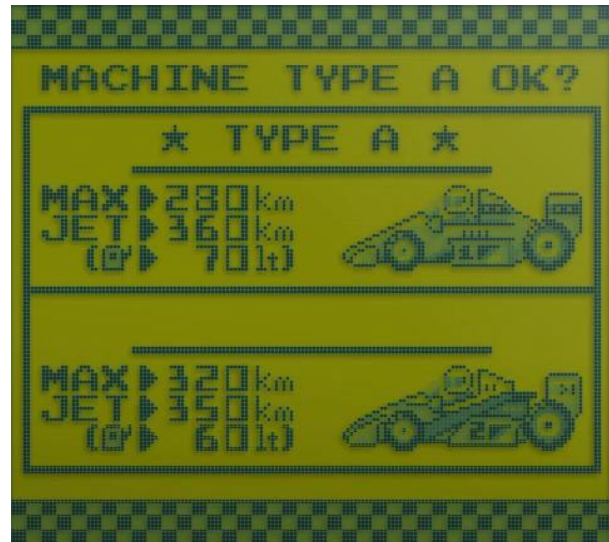 MACHINE TYPE A OK?
★ TYPE A ★
MAX▶280km
JET▶360km
(▶ 70lt)
MAX▶320km
JET▶350km
(▶ 60lt)